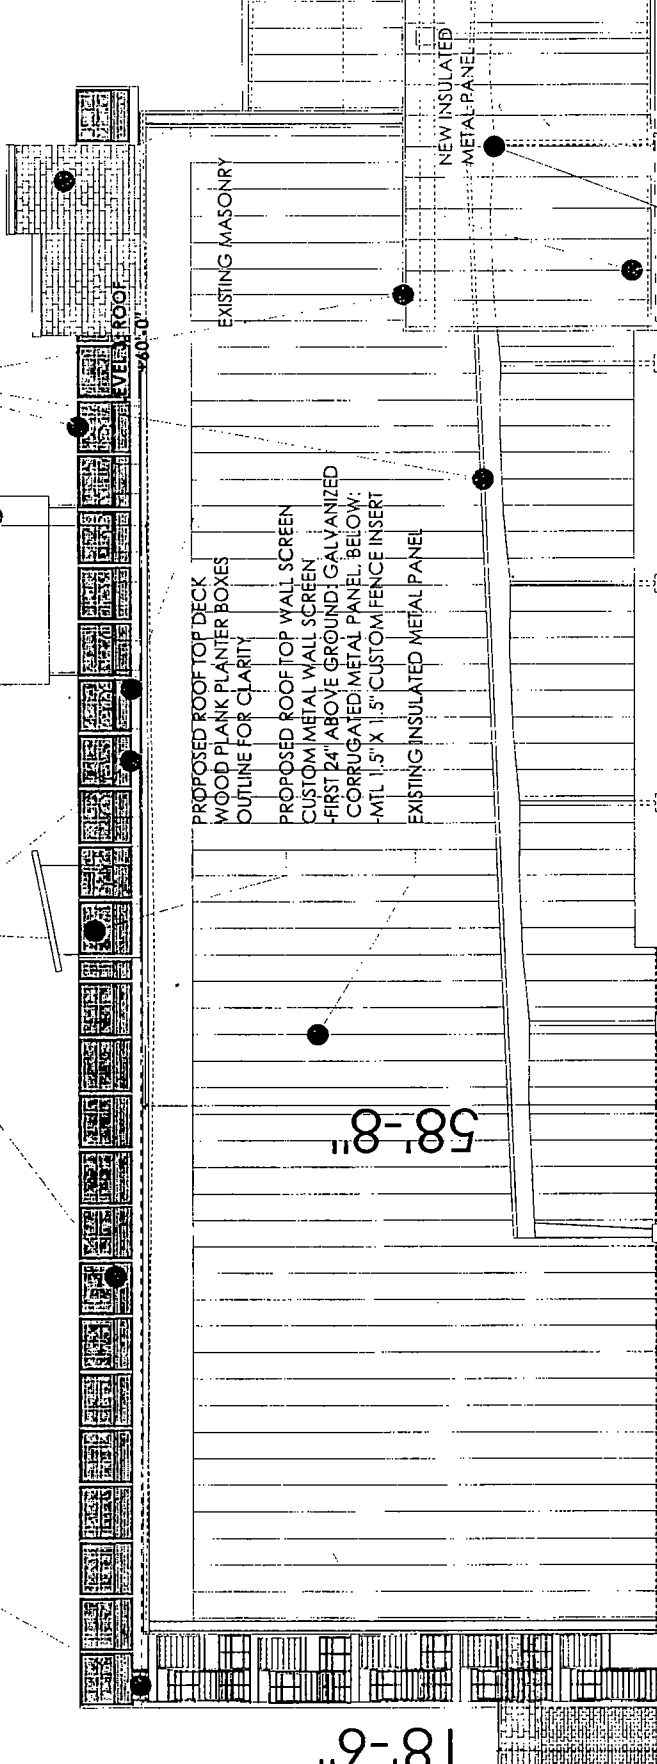 NEW INSULATED
METAL PANEL
EXISTING MASONRY
LEVEL 3: ROOF
+60'-0"
PROPOSED ROOF TOP DECK
WOOD PLANK PLANTER BOXES
OUTLINE FOR CLARITY
PROPOSED ROOF TOP WALL SCREEN
CUSTOM METAL WALL SCREEN
-FIRST 24" ABOVE GROUND: GALVANIZED
CORRUGATED METAL PANEL, BELOW:
-MTL 1.5" X 1.5" CUSTOM FENCE INSERT
EXISTING INSULATED METAL PANEL
58'-8"
18'-6"